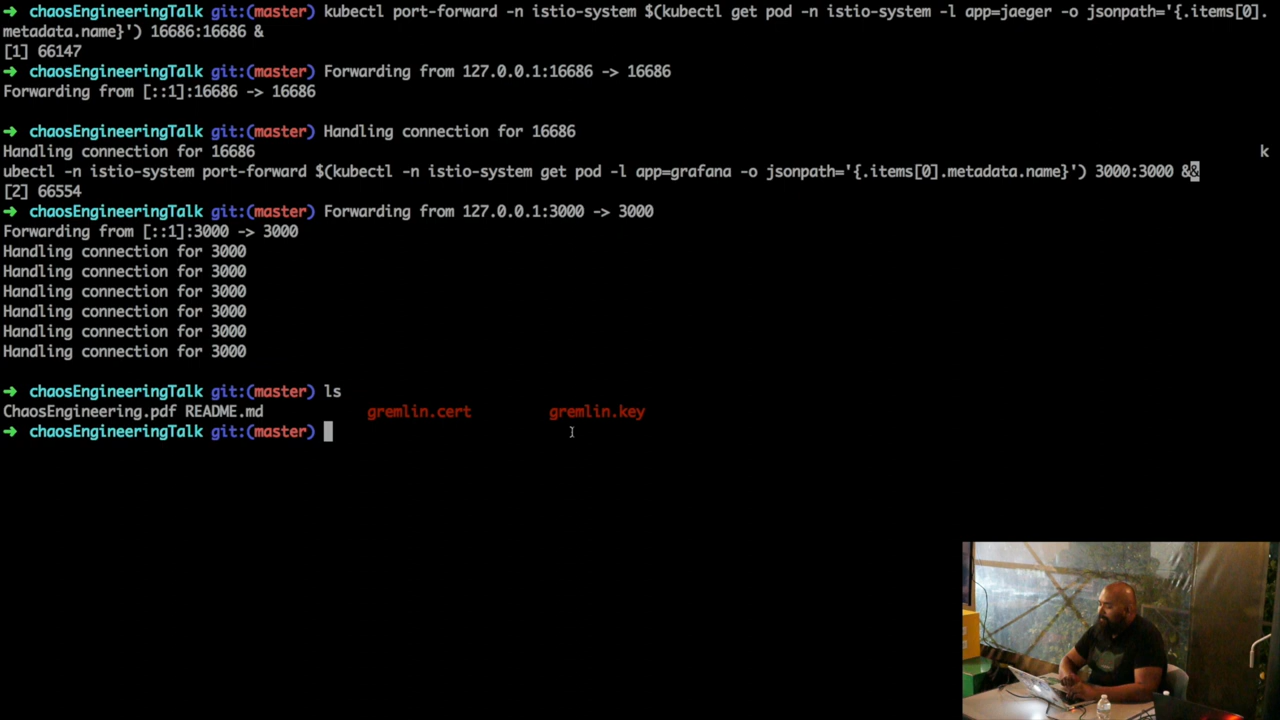 ➜ chaosEngineeringTalk git:(master) kubectl port-forward -n istio-system $(kubectl get pod -n istio-system -l app=jaeger -o jsonpath='{.items[0].
metadata.name}') 16686:16686 &
[1] 66147
➜ chaosEngineeringTalk git:(master) Forwarding from 127.0.0.1:16686 -> 16686
Forwarding from [::1]:16686 -> 16686
➜ chaosEngineeringTalk git:(master) Handling connection for 16686
Handling connection for 16686 k
ubectl -n istio-system port-forward $(kubectl -n istio-system get pod -l app=grafana -o jsonpath='{.items[0].metadata.name}') 3000:3000 &&
[2] 66554
➜ chaosEngineeringTalk git:(master) Forwarding from 127.0.0.1:3000 -> 3000
Forwarding from [::1]:3000 -> 3000
Handling connection for 3000
Handling connection for 3000
Handling connection for 3000
Handling connection for 3000
Handling connection for 3000
Handling connection for 3000
➜ chaosEngineeringTalk git:(master) ls
ChaosEngineering.pdf README.md gremlin.cert gremlin.key
➜ chaosEngineeringTalk git:(master)